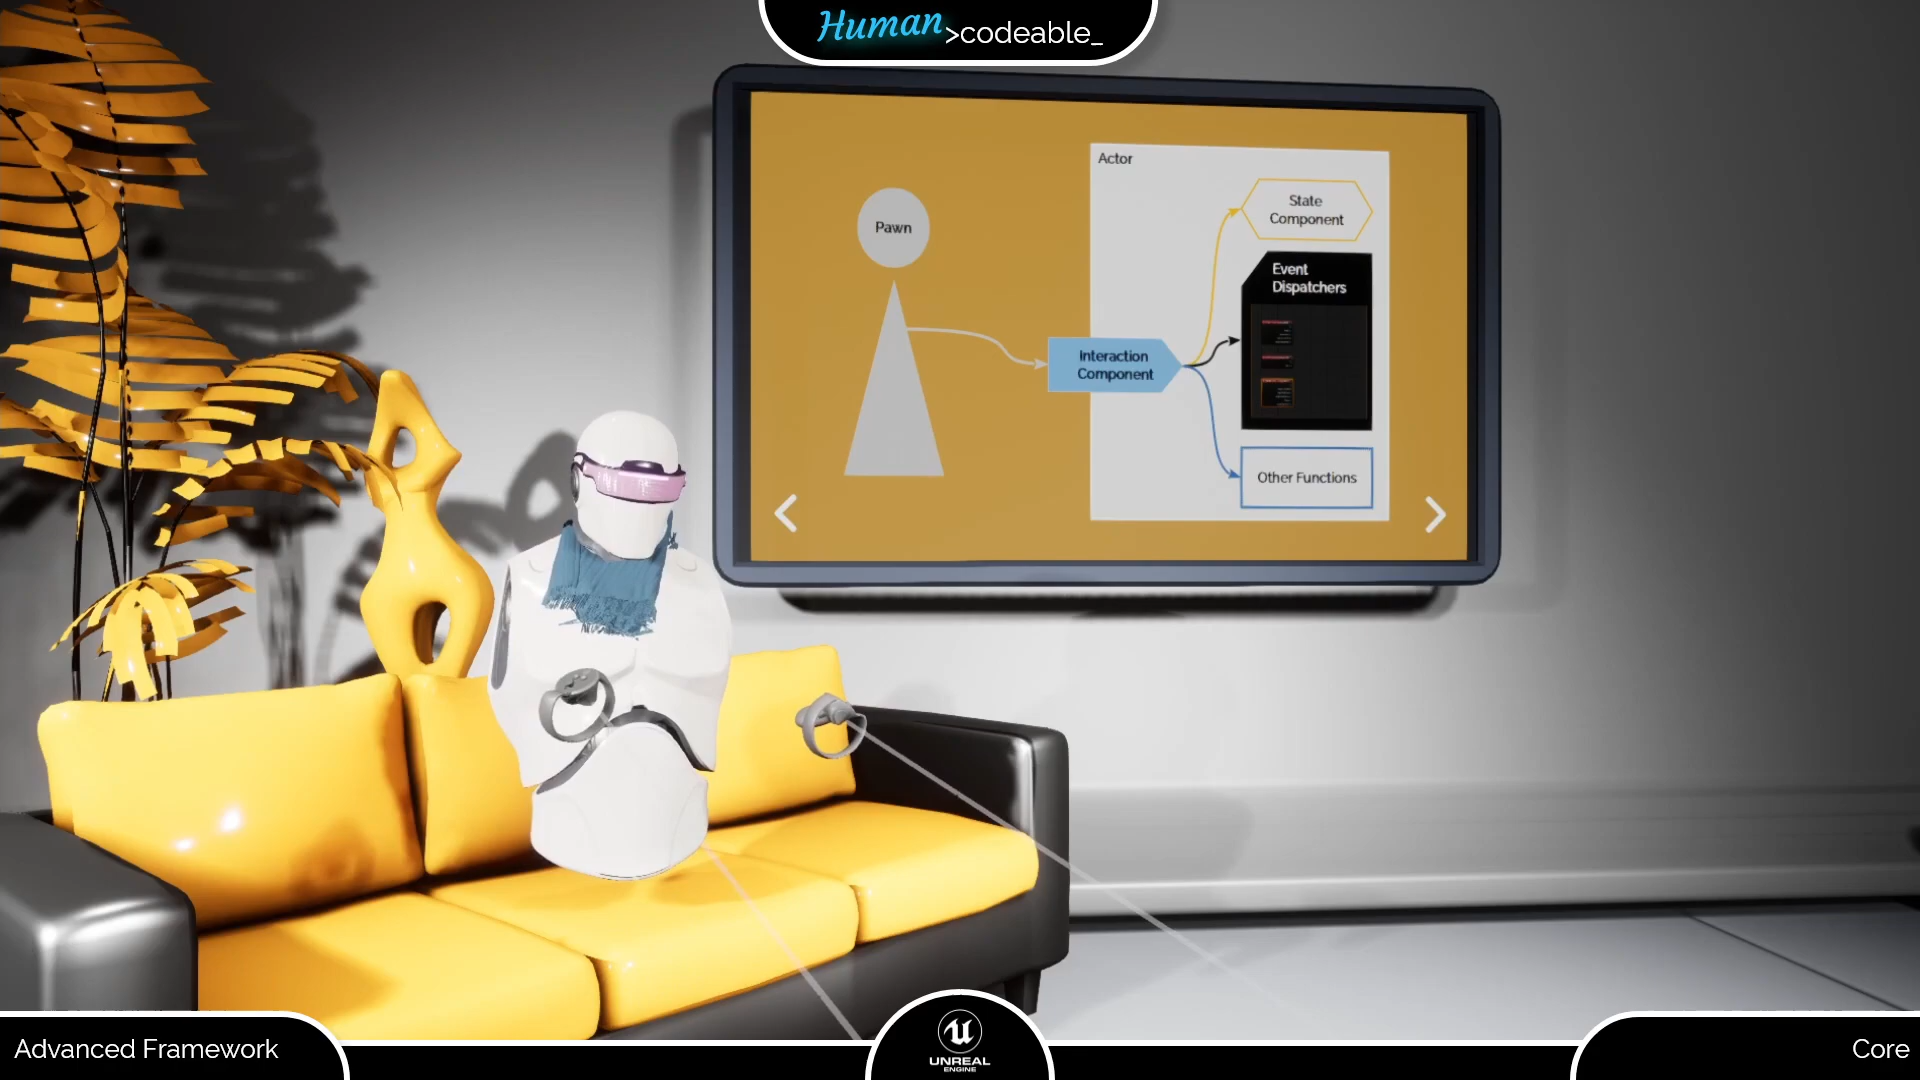 Human >codeable_
Actor
Pawn
State
Component
Event
Dispatchers
Interaction
Component
Other Functions
Advanced Framework
UNREAL
ENGINE
Core